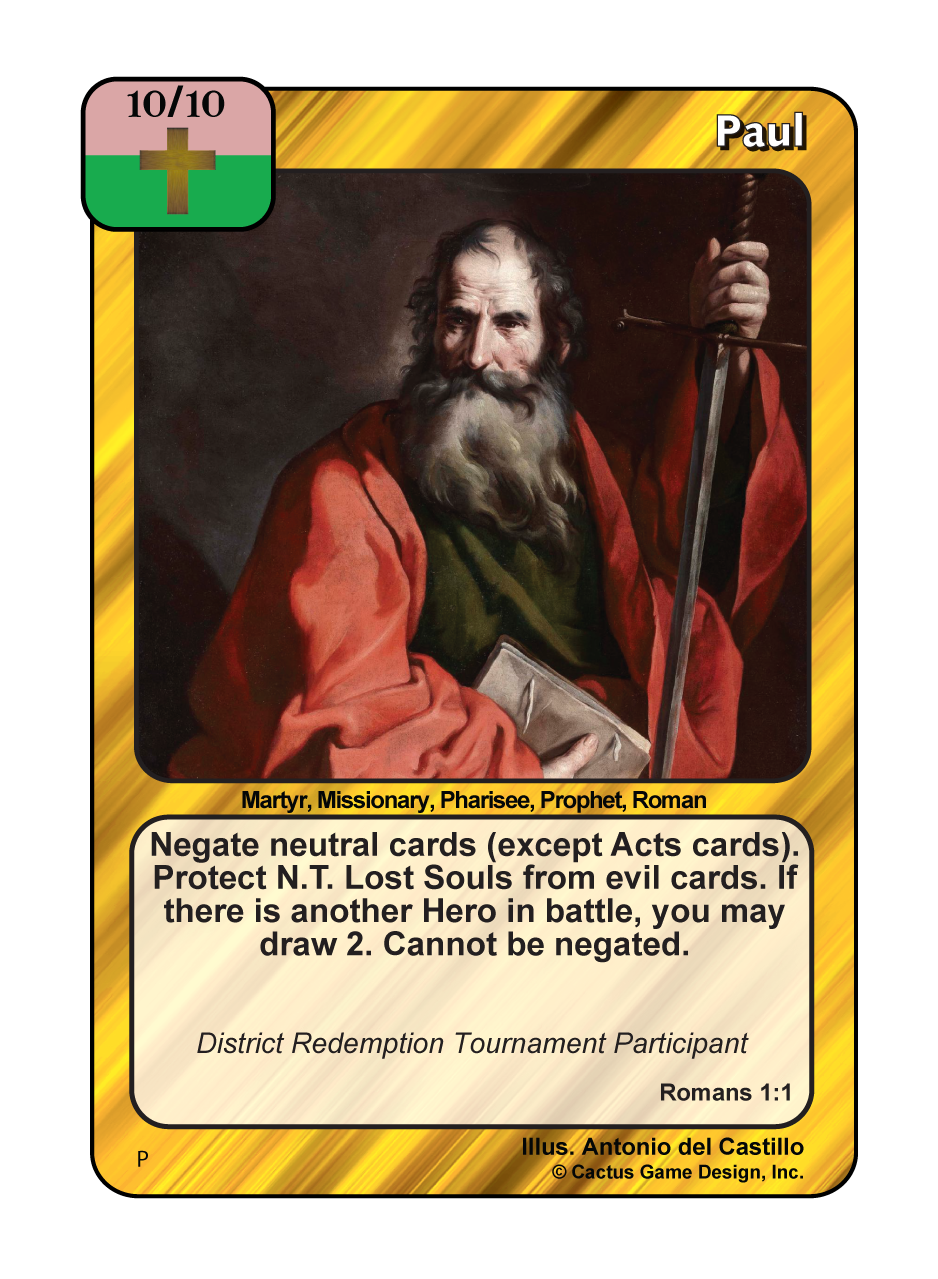 10/10
Paul
Martyr, Missionary, Pharisee, Prophet, Roman
Negate neutral cards (except Acts cards).
Protect N.T. Lost Souls from evil cards. If
there is another Hero in battle, you may
draw 2. Cannot be negated.
District Redemption Tournament Participant
Romans 1:1
P
Illus. Antonio del Castillo
© Cactus Game Design, Inc.